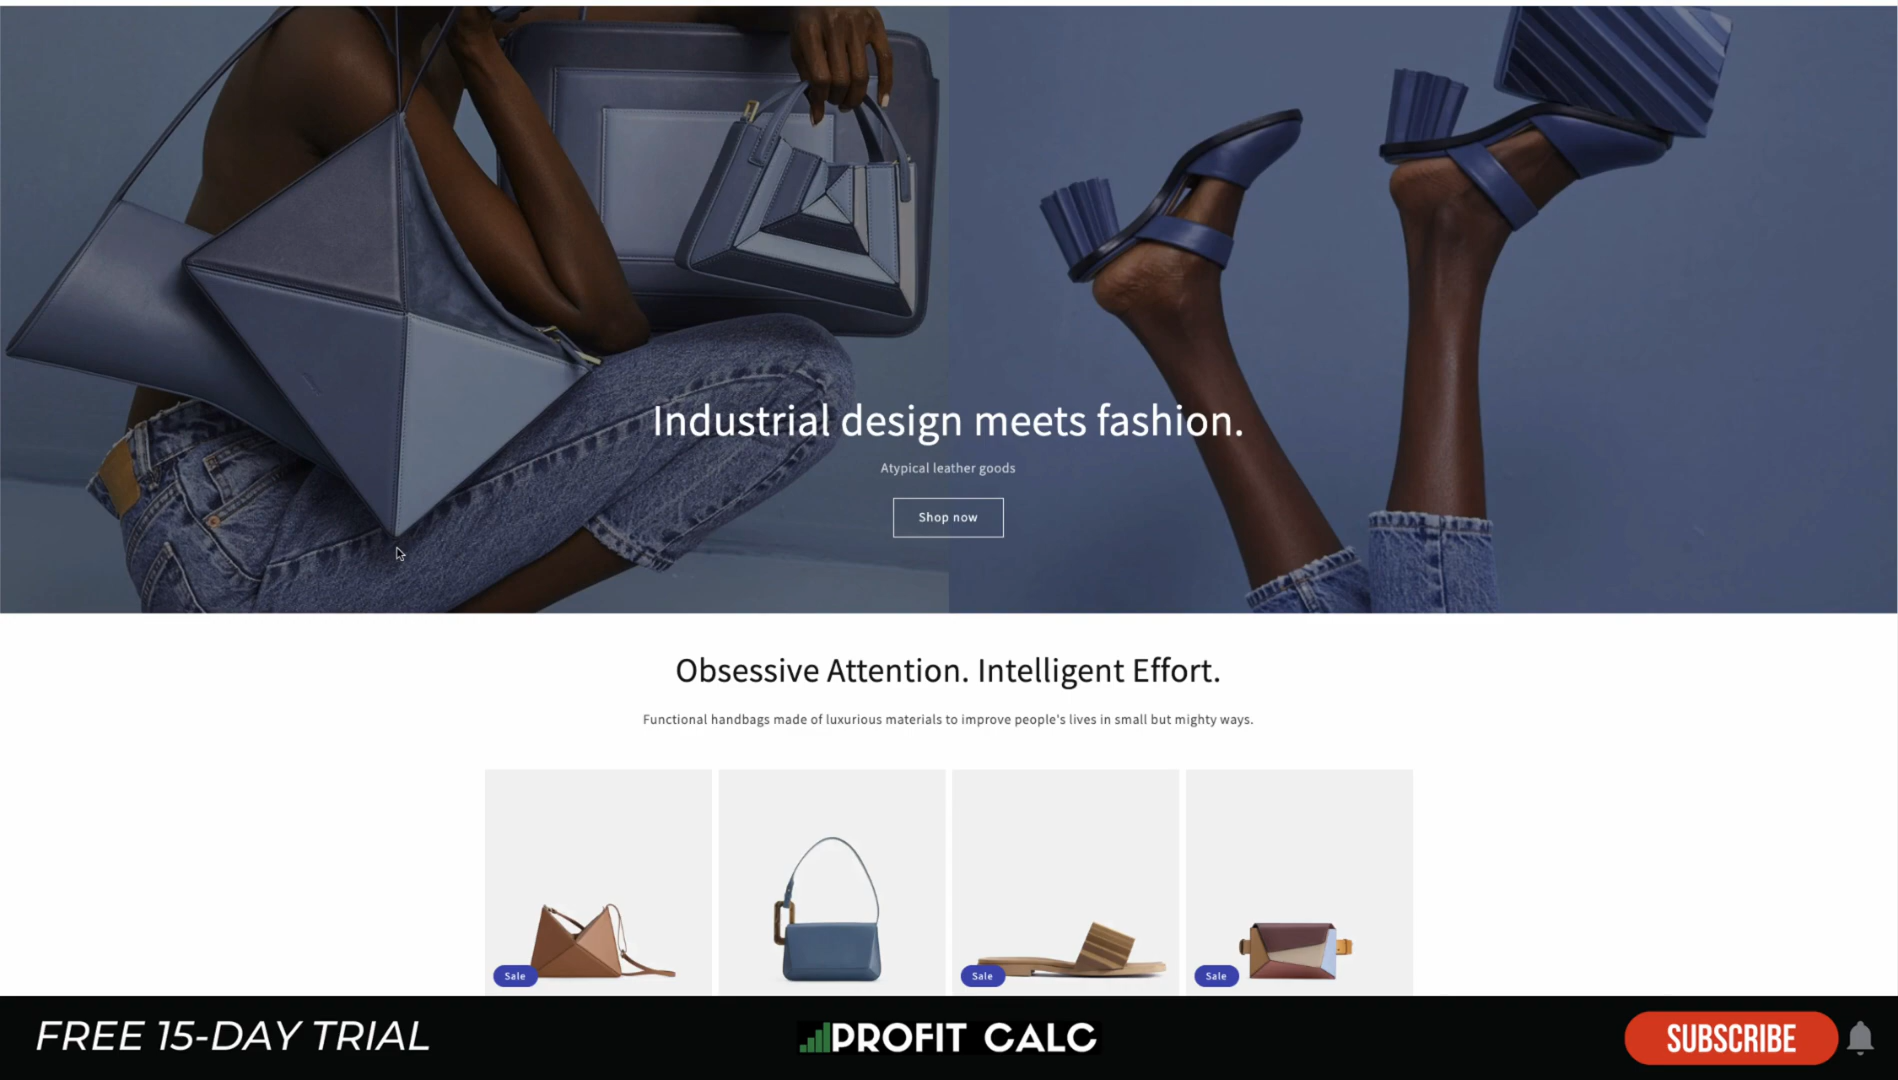 Industrial design meets fashion.
Atypical leather goods
Shop now
Obsessive Attention. Intelligent Effort.
Functional handbags made of luxurious materials to improve people's lives in small but mighty ways.
Sale
Sale
Sale
FREE 15-DAY TRIAL
PROFIT CALC
SUBSCRIBE